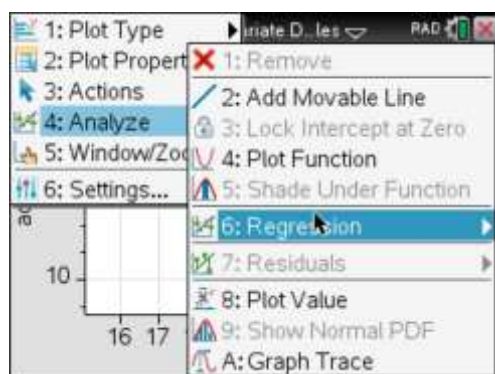 1: Plot Type
2: Plot Propert
3: Actions
4: Analyze
5: Window/Zoo
6: Settings...
riate D...les
RAD
1: Remove
2: Add Movable Line
3: Lock Intercept at Zero
4: Plot Function
5: Shade Under Function
6: Regression
7: Residuals
8: Plot Value
9: Show Normal PDF
A: Graph Trace
10
16 17